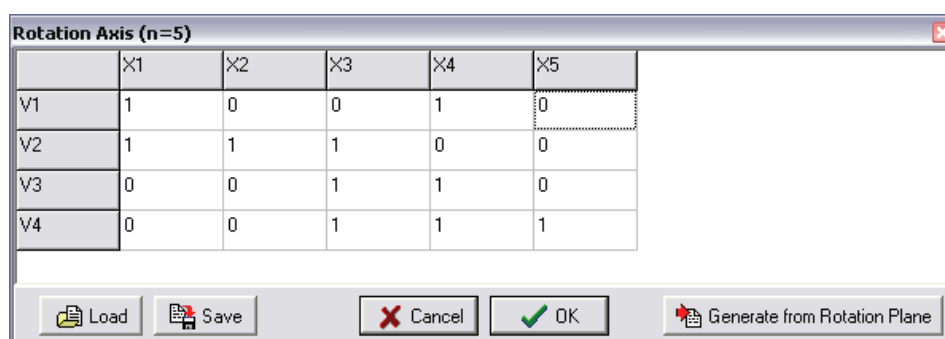 Rotation Axis (n=5)
X1 X2 X3 X4 X5
V1 1 0 0 1 0
V2 1 1 1 0 0
V3 0 0 1 1 0
V4 0 0 1 1 1
Load Save Cancel OK Generate from Rotation Plane